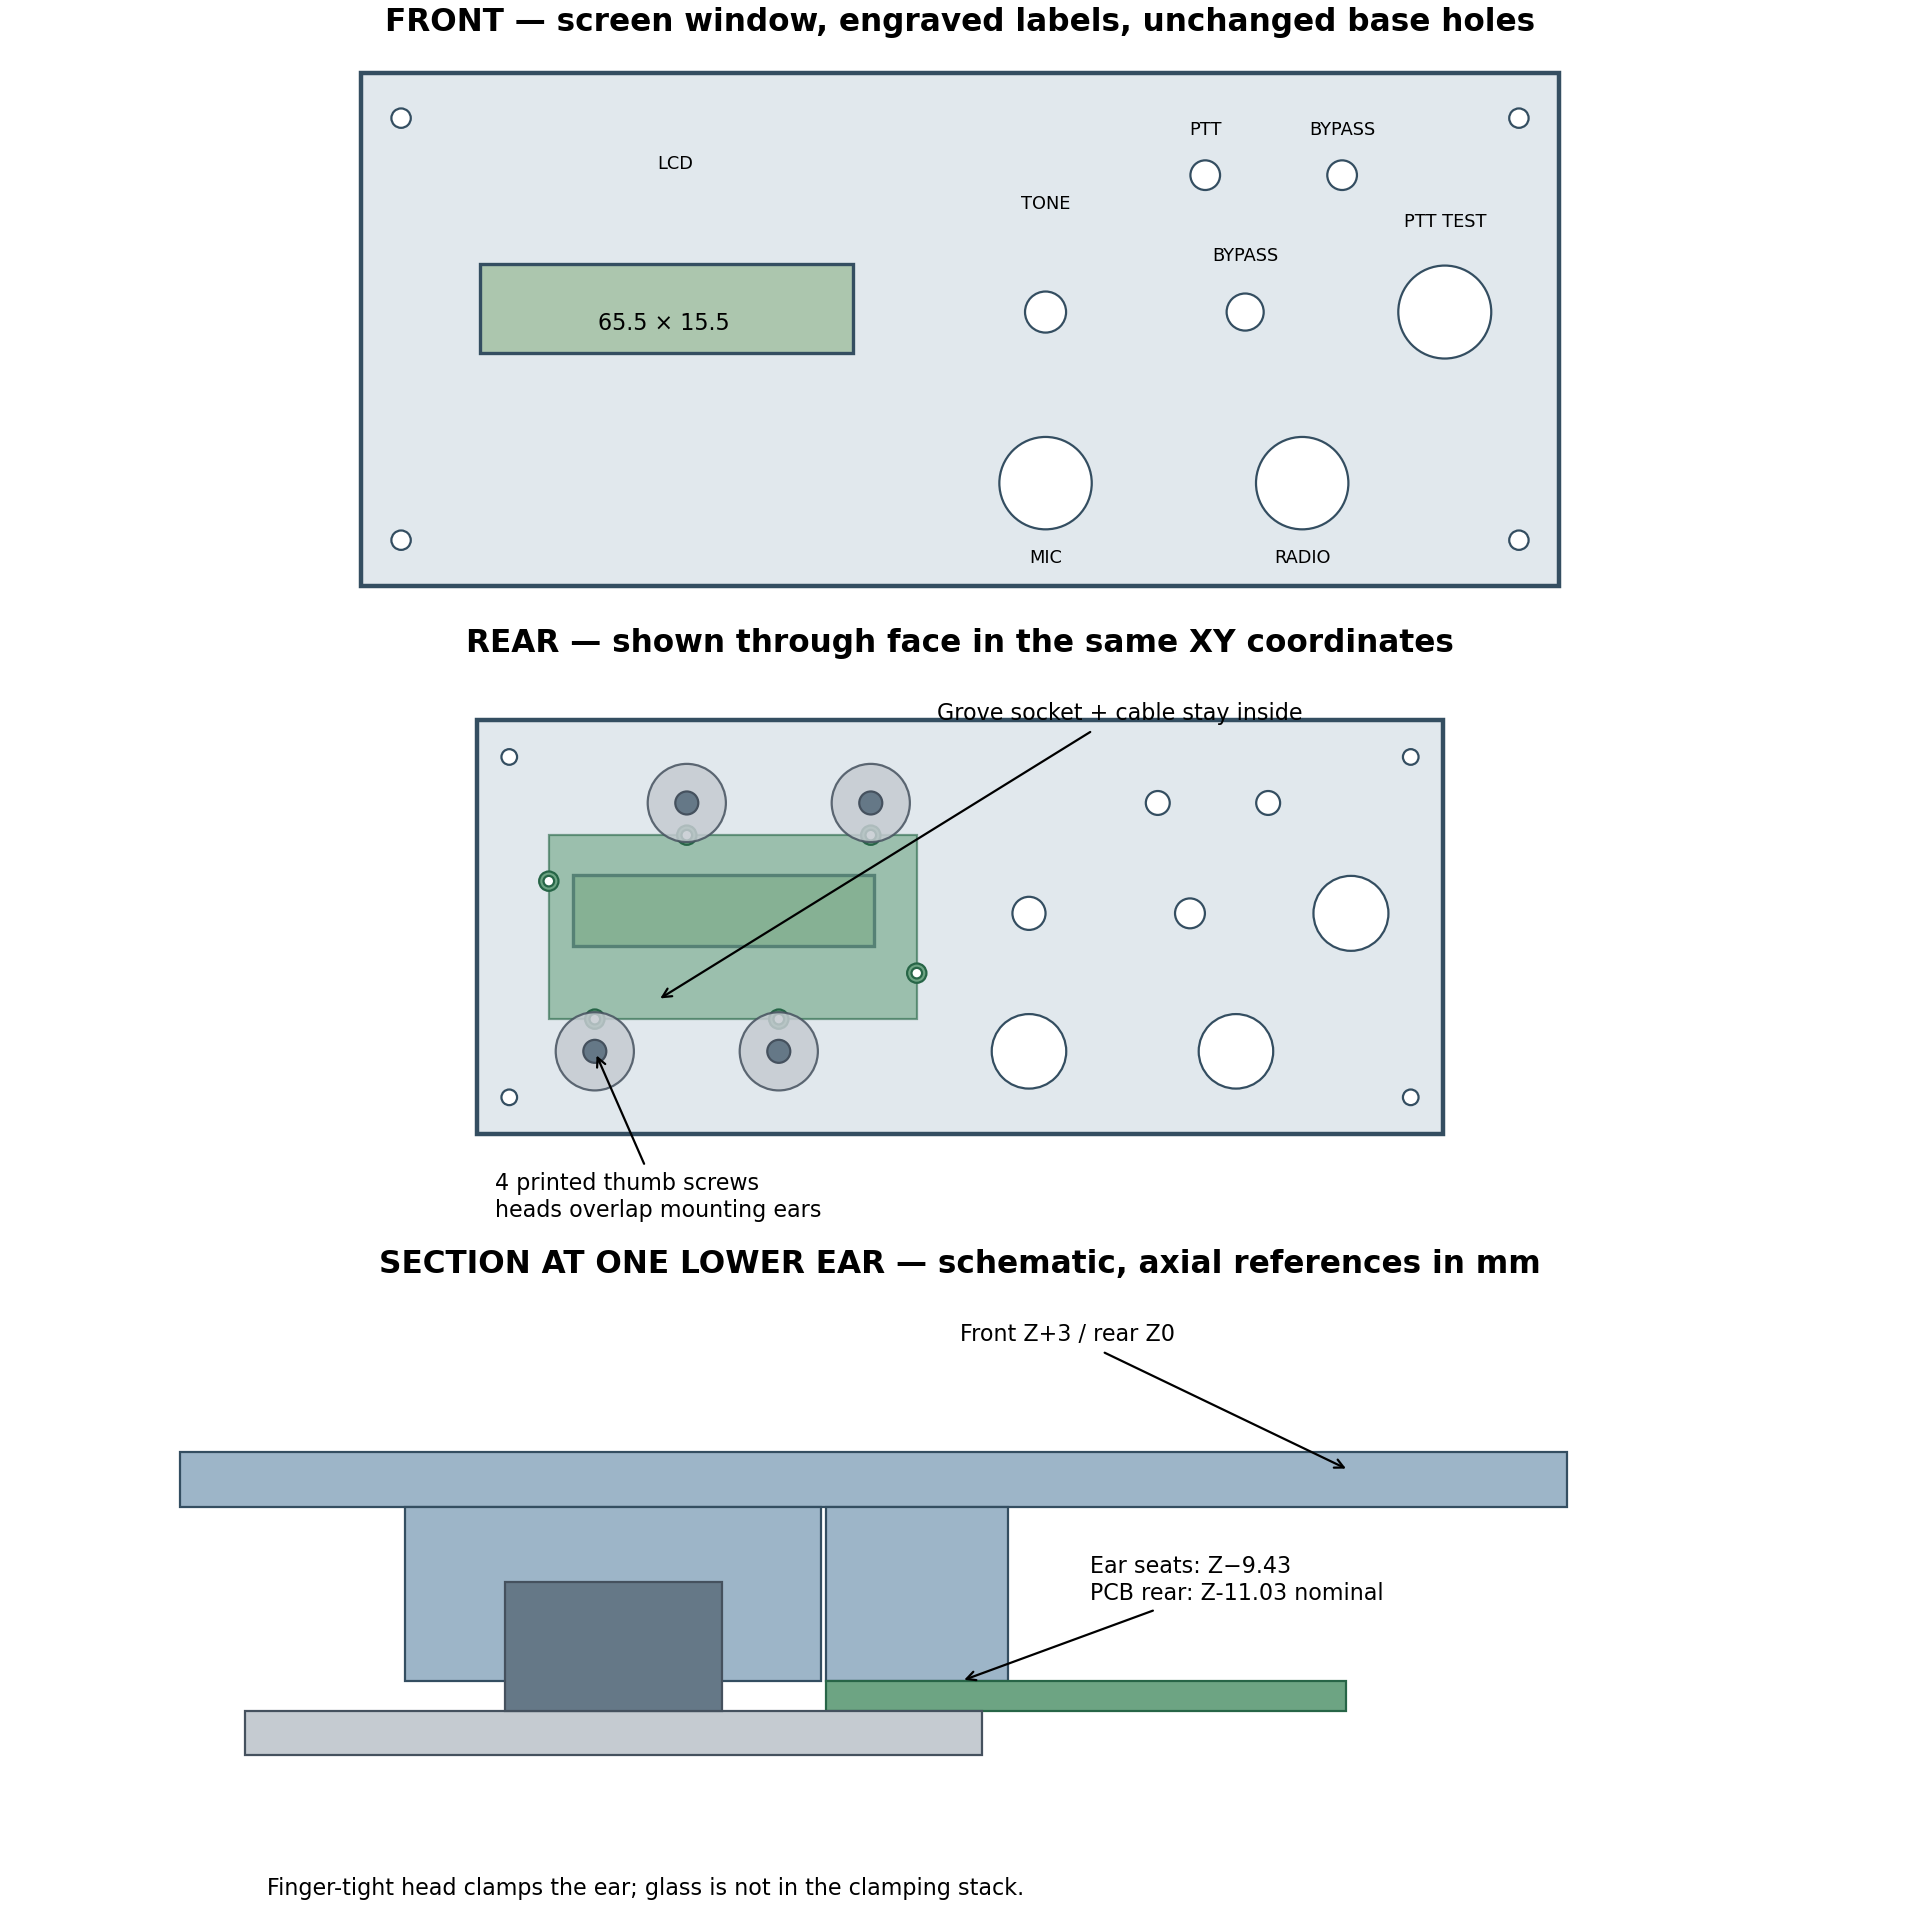 FRONT — screen window, engraved labels, unchanged base holes
PTT
BYPASS
LCD
TONE
PTT TEST
BYPASS
65.5 × 15.5
MIC
RADIO
REAR — shown through face in the same XY coordinates
Grove socket + cable stay inside
4 printed thumb screws
heads overlap mounting ears
SECTION AT ONE LOWER EAR — schematic, axial references in mm
Front Z+3 / rear Z0
Ear seats: Z−9.43
PCB rear: Z-11.03 nominal
Finger-tight head clamps the ear; glass is not in the clamping stack.